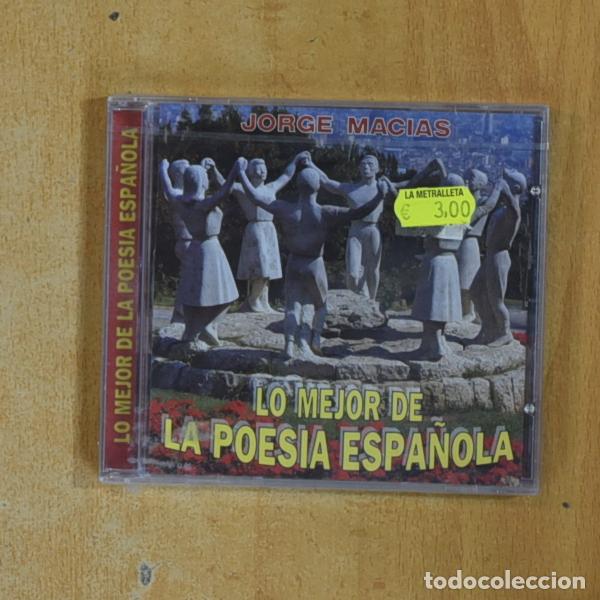 JORGE MACIAS
LA METRALLETA
€ 3,00
LO MEJOR DE
LA POESIA ESPAÑOLA
LO MEJOR DE LA POESIA ESPAÑOLA
todocoleccion.net